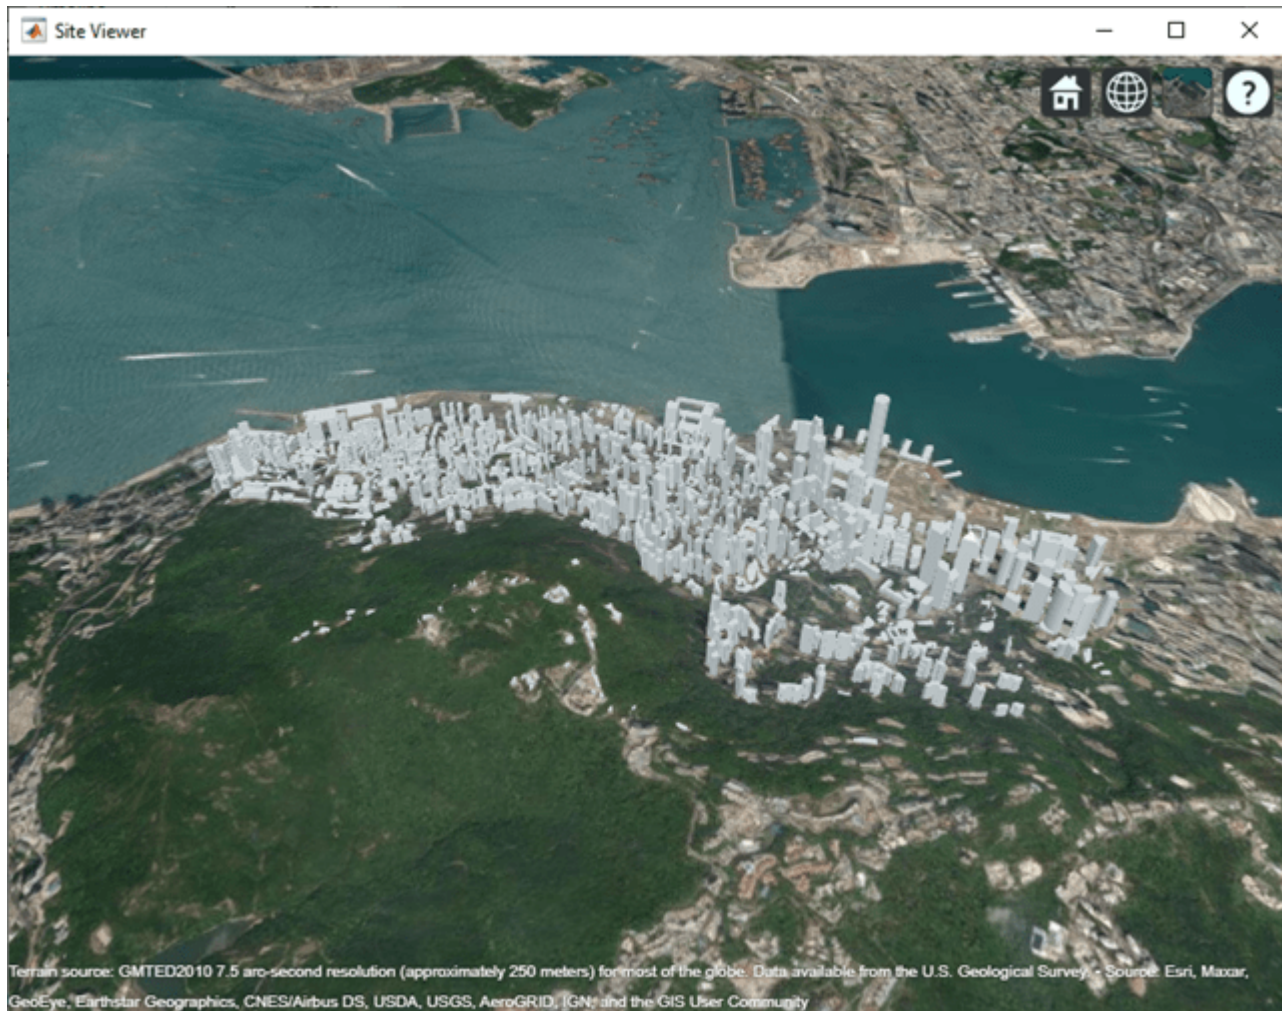 Site Viewer
?
Terrain source: GMTED2010 7.5 arc-second resolution (approximately 250 meters) for most of the globe. Data available from the U.S. Geological Survey. • Source: Esri, Maxar,
GeoEye, Earthstar Geographics, CNES/Airbus DS, USDA, USGS, AeroGRID, IGN, and the GIS User Community